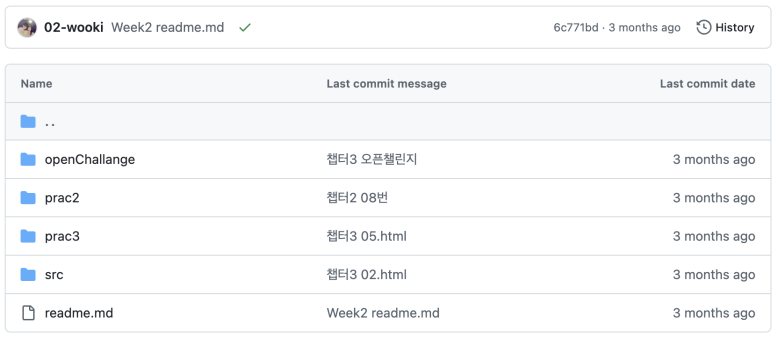 02-wooki Week2 readme.md 6c771bd · 3 months ago History
Name Last commit message Last commit date
..
openChallange 챕터3 오픈챌린지 3 months ago
prac2 챕터2 08번 3 months ago
prac3 챕터3 05.html 3 months ago
src 챕터3 02.html 3 months ago
readme.md Week2 readme.md 3 months ago